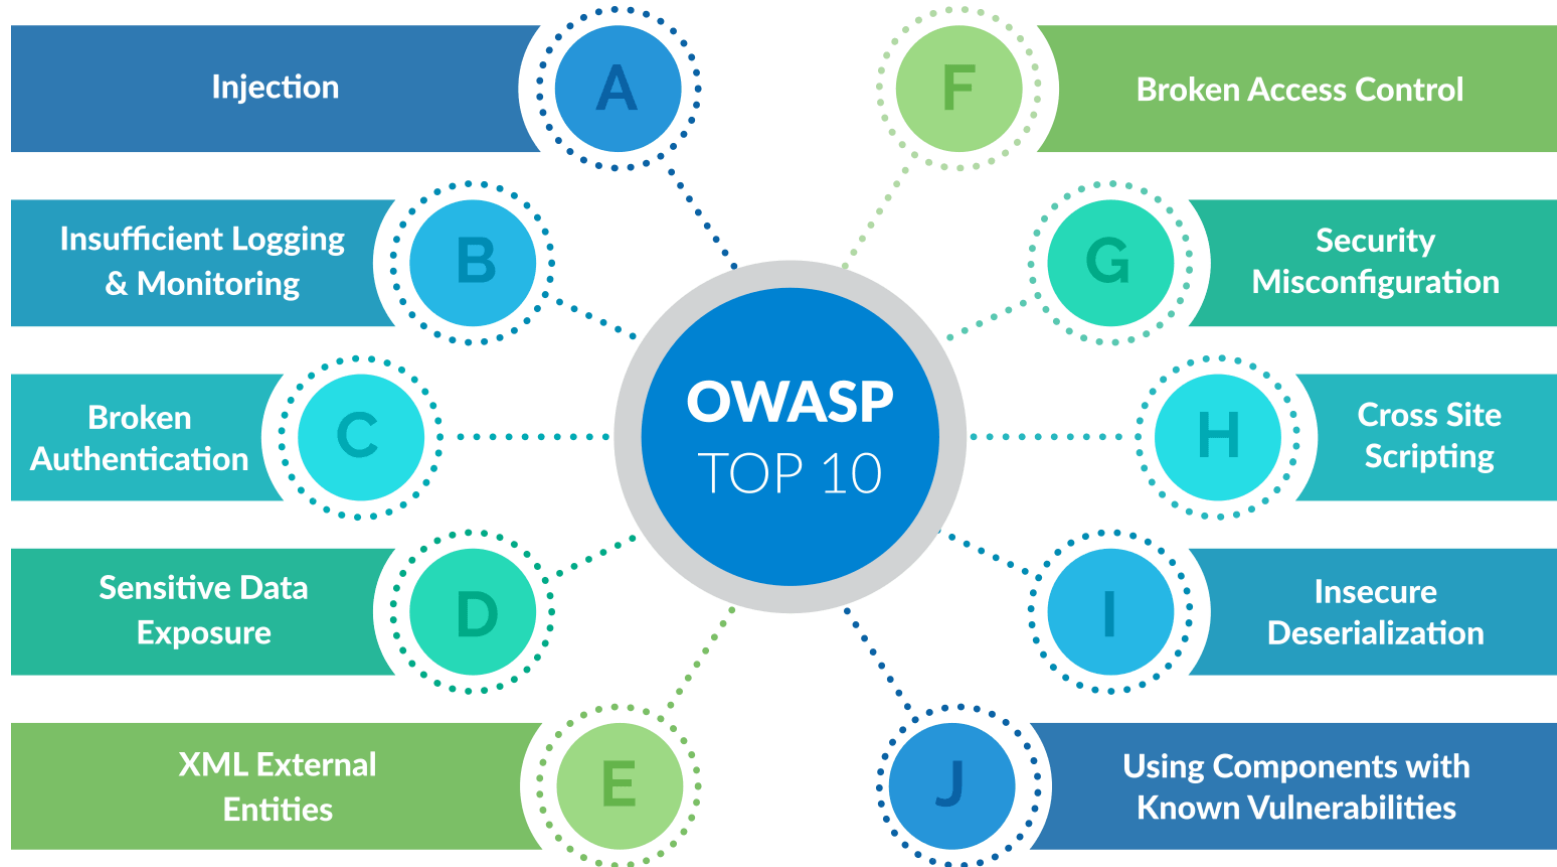 Injection
A
Insufficient Logging
& Monitoring
B
Broken
Authentication
C
Sensitive Data
Exposure
D
XML External
Entities
E
OWASP
TOP 10
F
Broken Access Control
G
Security
Misconfiguration
H
Cross Site
Scripting
I
Insecure
Deserialization
J
Using Components with
Known Vulnerabilities